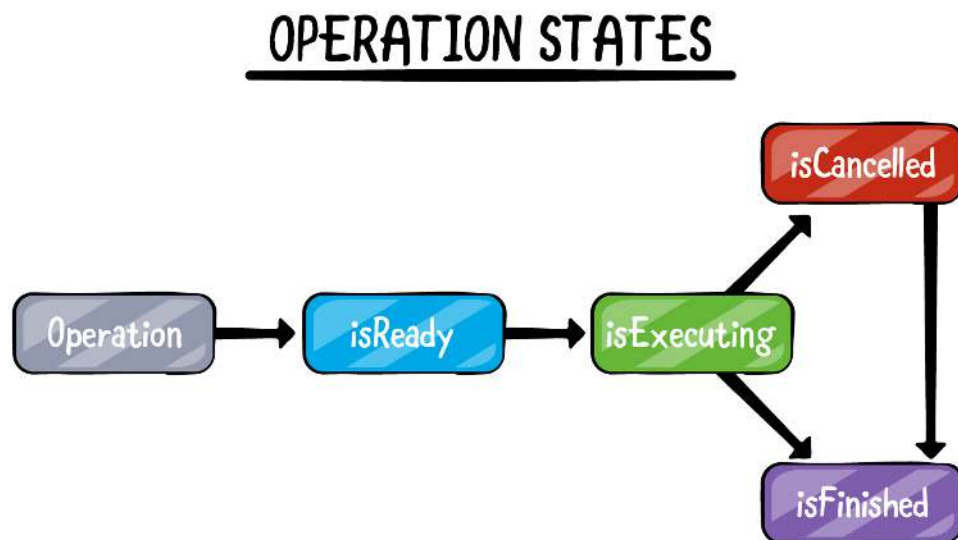 OPERATION STATES
isCancelled
Operation
isReady
isExecuting
isFinished